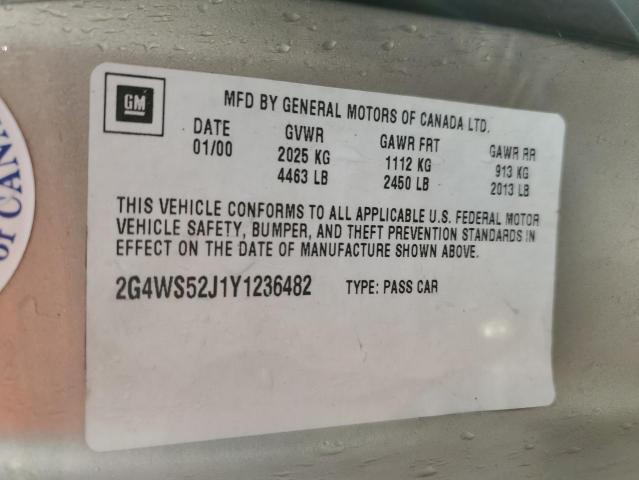 GM
MFD BY GENERAL MOTORS OF CANADA LTD.
DATE GVWR GAWR FRT GAWR RR
01/00 2025 KG 1112 KG 913 KG
4463 LB 2450 LB 2013 LB
THIS VEHICLE CONFORMS TO ALL APPLICABLE U.S. FEDERAL MOTOR
VEHICLE SAFETY, BUMPER, AND THEFT PREVENTION STANDARDS IN
EFFECT ON THE DATE OF MANUFACTURE SHOWN ABOVE.
2G4WS52J1Y1236482 TYPE: PASS CAR
OF CAN